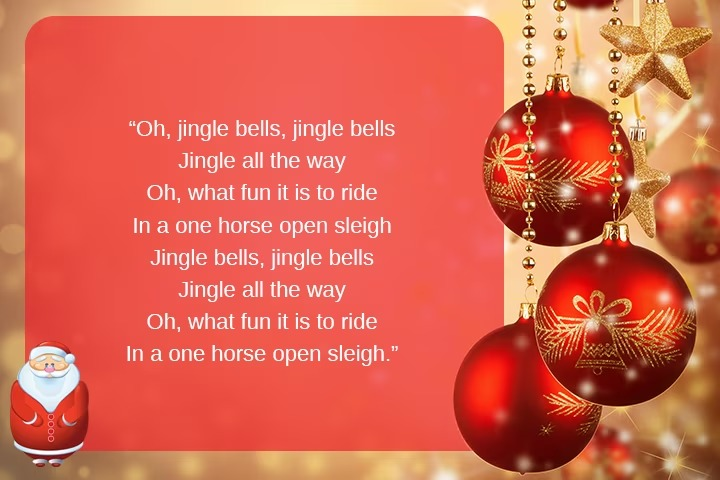 “Oh, jingle bells, jingle bells
Jingle all the way
Oh, what fun it is to ride
In a one horse open sleigh
Jingle bells, jingle bells
Jingle all the way
Oh, what fun it is to ride
In a one horse open sleigh.”